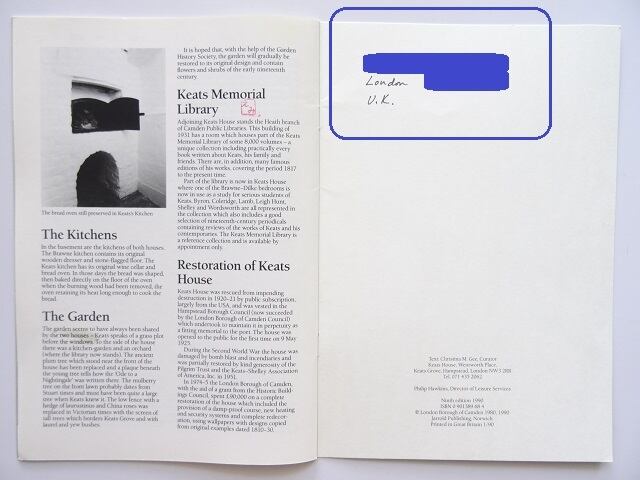 The bread oven still preserved in Keats's Kitchen
The Kitchens
In the basement are the kitchens of both houses.
The Brawne kitchen contains its original
wooden dresser and stone-flagged floor. The
Keats kitchen has its original wine cellar and
bread oven. In those days the bread was shaped,
then baked directly on the floor of the oven
when the burning wood had been removed, the
oven retaining its heat long enough to cook the
bread.
The Garden
The garden seems to have always been shared
by the two houses – Keats speaks of a grass plot
before the windows. To the side of the house
there was a kitchen-garden and an orchard
(where the library now stands). The ancient
plum tree which stood near the front of the
house has been replaced and a plaque beneath
the young tree tells how the 'Ode to a
Nightingale' was written there. The mulberry
tree on the front lawn probably dates from
Stuart times and must have been quite a large
tree when Keats knew it. The low fence with a
hedge of laurustinus and China roses was
replaced in Victorian times with the screen of
tall trees which borders Keats Grove and with
laurel and yew bushes.
It is hoped that, with the help of the Garden
History Society, the garden will gradually be
restored to its original design and contain
flowers and shrubs of the early nineteenth
century.
Keats Memorial
Library
Adjoining Keats House stands the Heath branch
of Camden Public Libraries. This building of
1931 has a room which houses part of the Keats
Memorial Library of some 8,000 volumes – a
unique collection including practically every
book written about Keats, his family and
friends. There are, in addition, many famous
editions of his works, covering the period 1817
to the present time.
Part of the library is now in Keats House
where one of the Brawne-Dilke bedrooms is
now in use as a study for serious students of
Keats. Byron, Coleridge, Lamb, Leigh Hunt,
Shelley and Wordsworth are all represented in
the collection which also includes a good
selection of nineteenth-century periodicals
containing reviews of the works of Keats and his
contemporaries. The Keats Memorial Library is
a reference collection and is available by
appointment only.
Restoration of Keats
House
Keats House was rescued from impending
destruction in 1920–21 by public subscription,
largely from the USA, and was vested in the
Hampstead Borough Council (now succeeded
by the London Borough of Camden Council)
which undertook to maintain it in perpetuity as
a fitting memorial to the poet. The house was
opened to the public for the first time on 9 May
1925.
During the Second World War the house was
damaged by bomb blast and incendiaries and
was partially restored by kind generosity of the
Pilgrim Trust and the Keats-Shelley Association
of America, Inc. in 1951.
In 1974–5 the London Borough of Camden,
with the aid of a grant from the Historic Build-
ings Council, spent £90,000 on a complete
restoration of the house which included the
provision of a damp-proof course, new heating
and security systems and complete redecor-
ation, using wallpapers with designs copied
from original examples dated 1810–30.
London
U.K.
Text: Christina M. Gee, Curator
Keats House, Wentworth Place,
Keats Grove, Hampstead, London NW3 2RR
Tel. 071 435 2062
Philip Hawkins, Director of Leisure Services
Ninth edition 1990
ISBN 0 901389 68 4
© London Borough of Camden 1980, 1990
Jarrold Publishing, Norwich
Printed in Great Britain 1/90